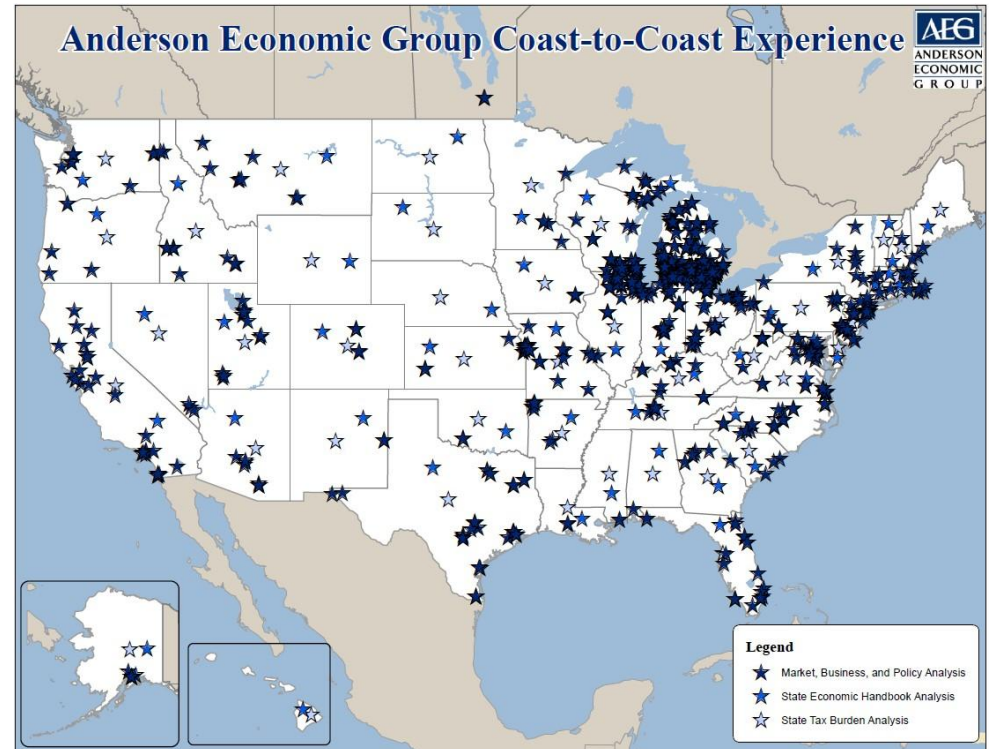 Anderson Economic Group Coast-to-Coast Experience
AEG
ANDERSON
ECONOMIC
GROUP
Legend
Market, Business, and Policy Analysis
State Economic Handbook Analysis
State Tax Burden Analysis